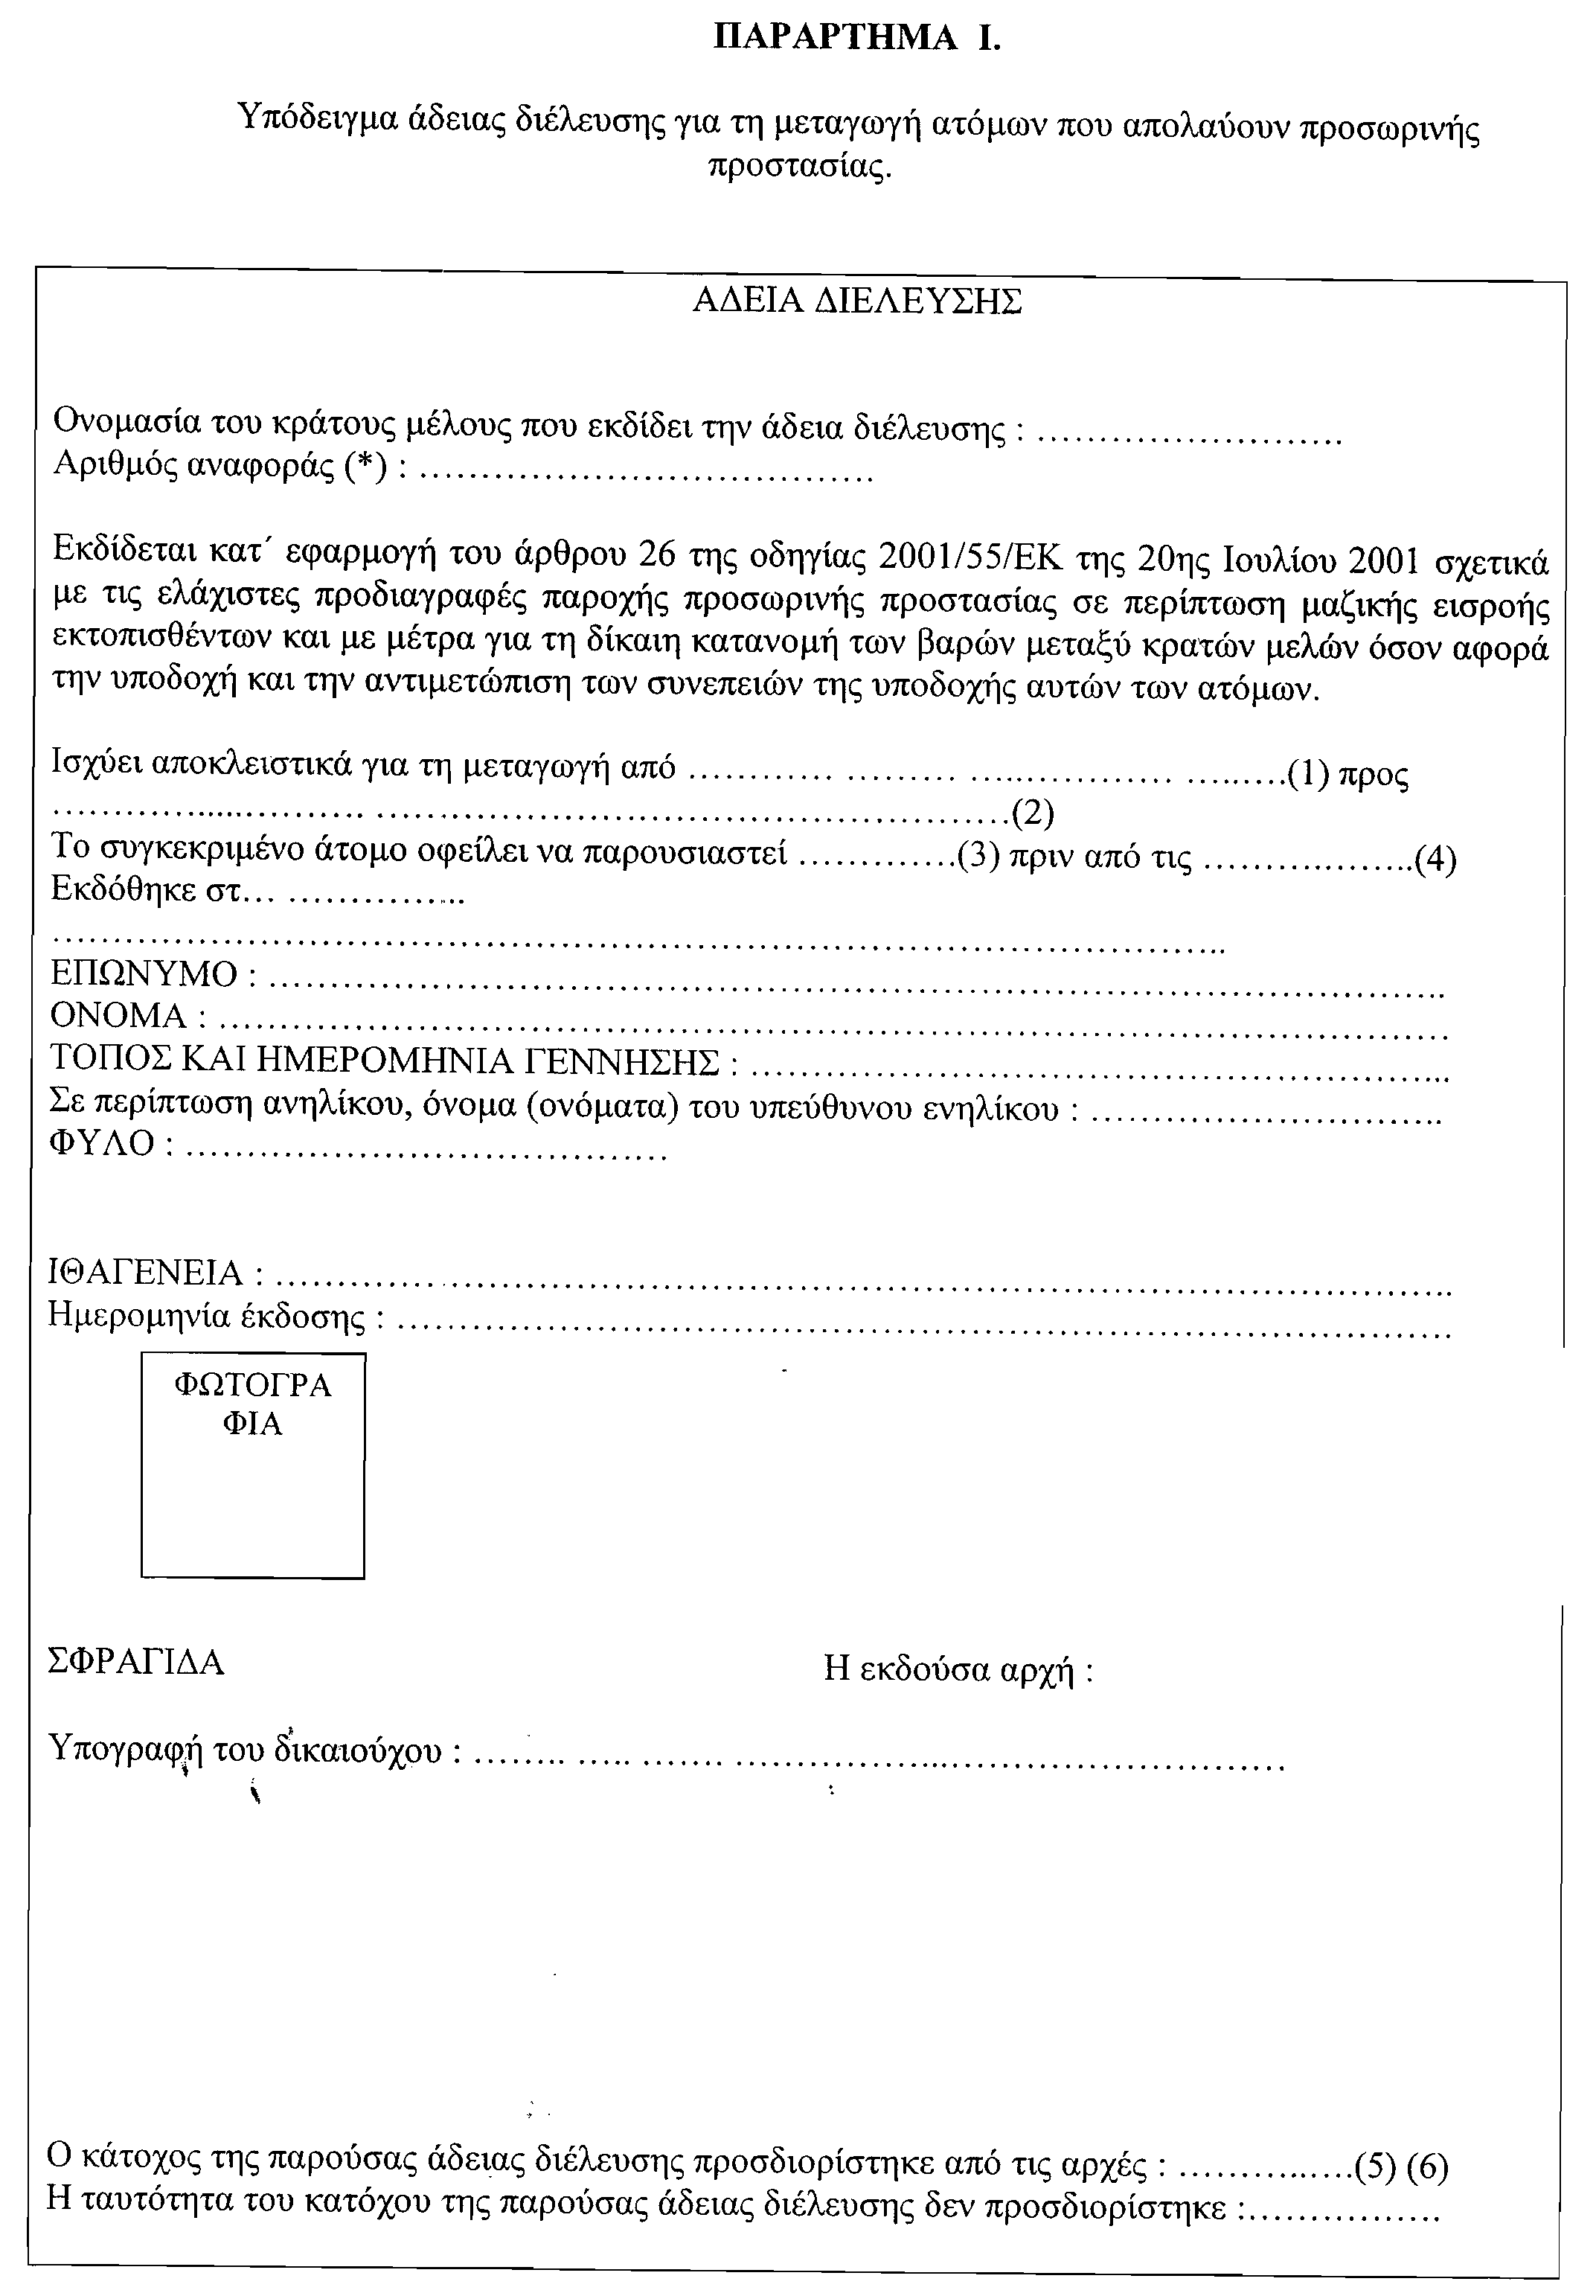 ΠΑΡΑΡΤΗΜΑ Ι.
Υπόδειγμα άδειας διέλευσης για τη μεταγωγή ατόμων που απολαύουν προσωρινής
προστασίας.
ΑΔΕΙΑ ΔΙΕΛΕΥΣΗΣ
Ονομασία του κράτους μέλους που εκδίδει την άδεια διέλευσης : .........................
Αριθμός αναφοράς (*) : .....................................
Εκδίδεται κατ΄ εφαρμογή του άρθρου 26 της οδηγίας 2001/55/ΕΚ της 20ης Ιουλίου 2001 σχετικά
με τις ελάχιστες προδιαγραφές παροχής προσωρινής προστασίας σε περίπτωση μαζικής εισροής
εκτοπισθέντων και με μέτρα για τη δίκαιη κατανομή των βαρών μεταξύ κρατών μελών όσον αφορά
την υποδοχή και την αντιμετώπιση των συνεπειών της υποδοχής αυτών των ατόμων.
Ισχύει αποκλειστικά για τη μεταγωγή από ............ ......... ................. .........(1) προς
.......................... ....................................................(2)
Το συγκεκριμένο άτομο οφείλει να παρουσιαστεί .............(3) πριν από τις .................(4)
Εκδόθηκε στ... ...............
................................................................................................
ΕΠΩΝΥΜΟ : ................................................................................................
ΟΝΟΜΑ : ....................................................................................................
ΤΟΠΟΣ ΚΑΙ ΗΜΕΡΟΜΗΝΙΑ ΓΕΝΝΗΣΗΣ : .........................................................
Σε περίπτωση ανηλίκου, όνομα (ονόματα) του υπεύθυνου ενηλίκου : .............................
ΦΥΛΟ : .......................................
ΙΘΑΓΕΝΕΙΑ : ................................................................................................
Ημερομηνία έκδοσης : ......................................................................................
ΦΩΤΟΓΡΑ
ΦΙΑ
ΣΦΡΑΓΙΔΑ Η εκδούσα αρχή :
Υπογραφή του δικαιούχου : ........ ..... ....... .............................................
Ο κάτοχος της παρούσας άδειας διέλευσης προσδιορίστηκε από τις αρχές : ..............(5) (6)
Η ταυτότητα του κατόχου της παρούσας άδειας διέλευσης δεν προσδιορίστηκε :................